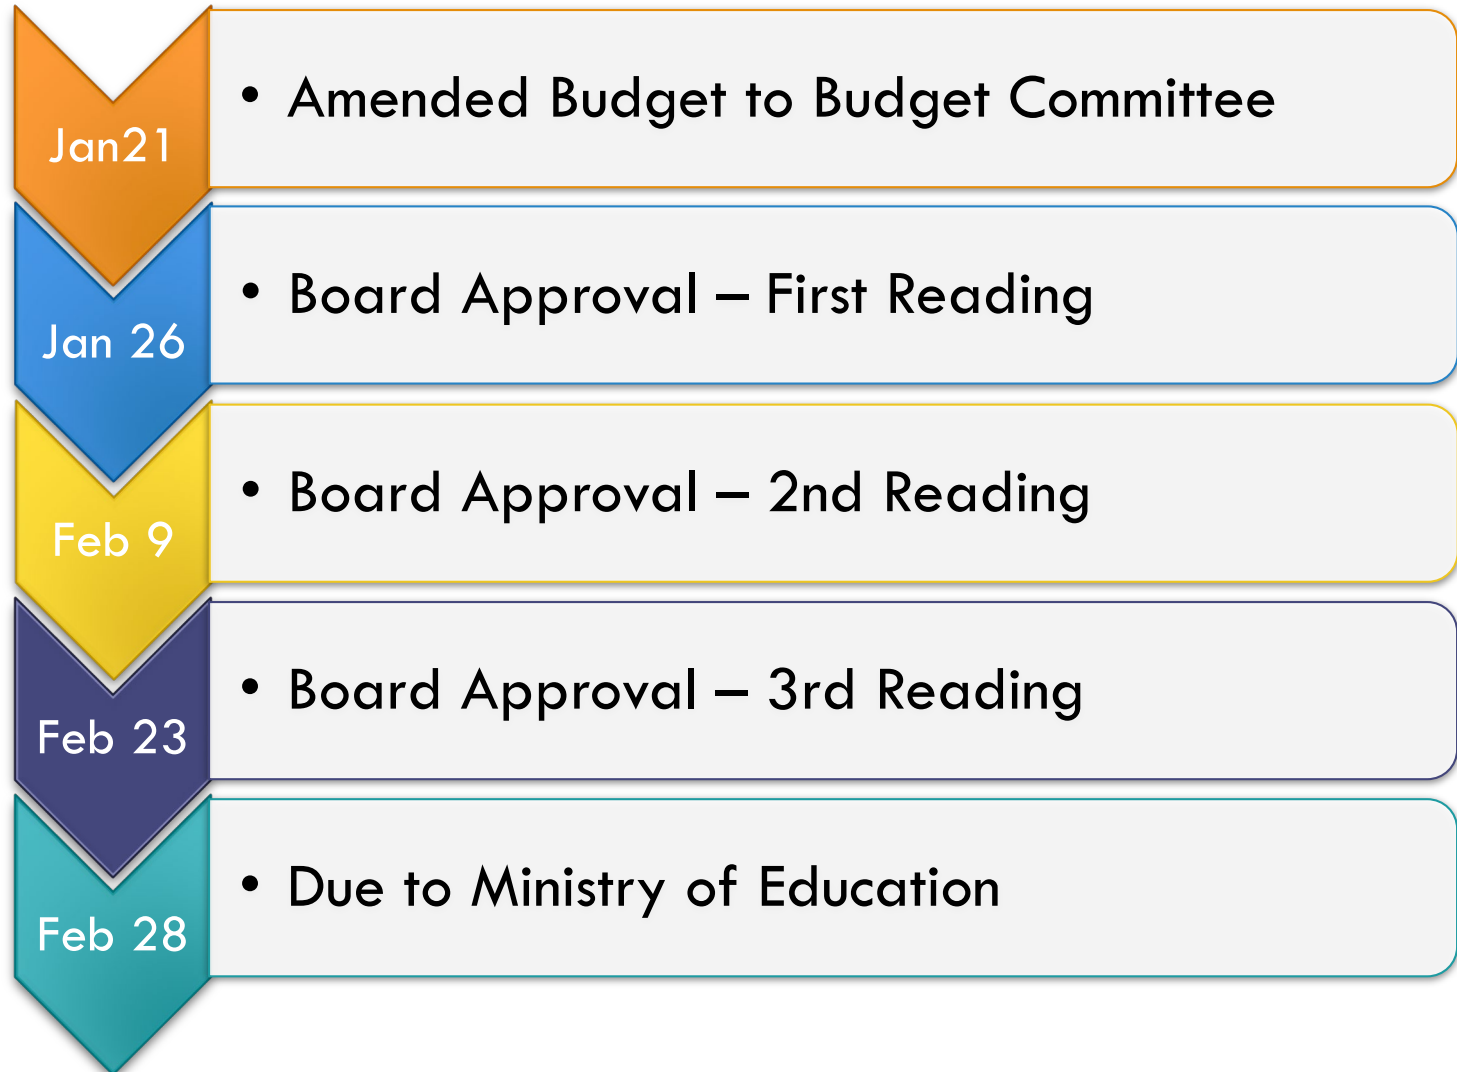 Jan21
• Amended Budget to Budget Committee
Jan 26
• Board Approval – First Reading
Feb 9
• Board Approval – 2nd Reading
Feb 23
• Board Approval – 3rd Reading
Feb 28
• Due to Ministry of Education